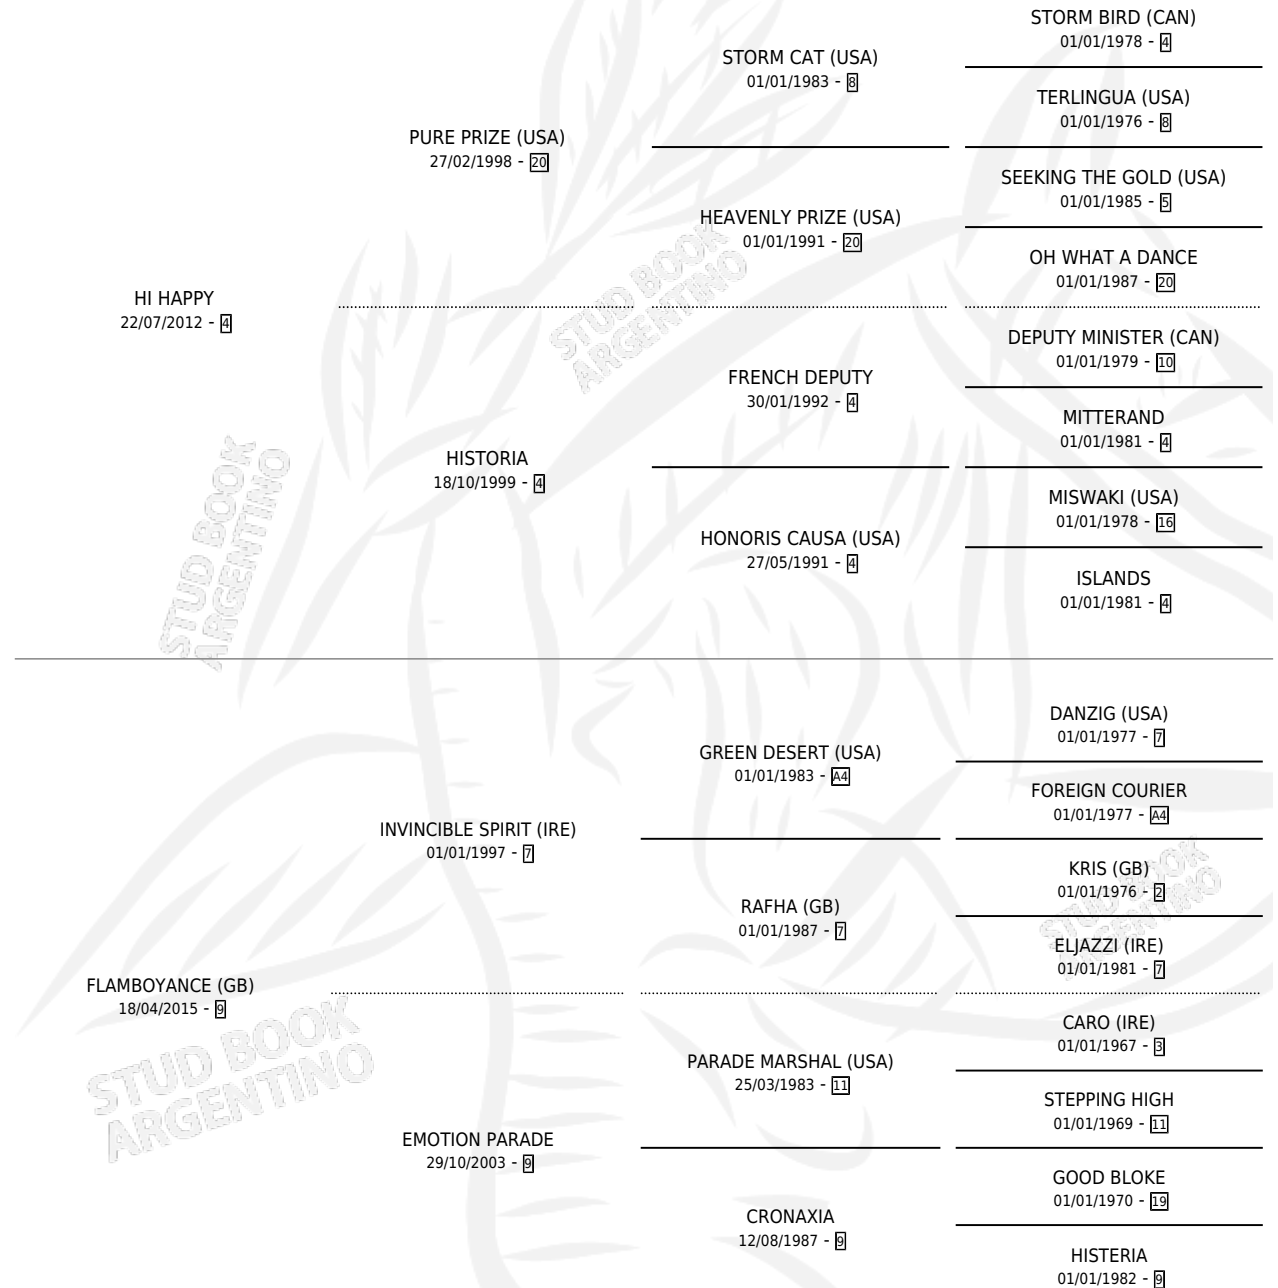 STORM BIRD (CAN)
01/01/1978 - 4
STORM CAT (USA)
01/01/1983 - 8
TERLINGUA (USA)
01/01/1976 - 8
PURE PRIZE (USA)
27/02/1998 - 20
SEEKING THE GOLD (USA)
01/01/1985 - 5
HEAVENLY PRIZE (USA)
01/01/1991 - 20
OH WHAT A DANCE
01/01/1987 - 20
HI HAPPY
22/07/2012 - 4
DEPUTY MINISTER (CAN)
01/01/1979 - 10
FRENCH DEPUTY
30/01/1992 - 4
MITTERAND
01/01/1981 - 4
HISTORIA
18/10/1999 - 4
MISWAKI (USA)
01/01/1978 - 16
HONORIS CAUSA (USA)
27/05/1991 - 4
ISLANDS
01/01/1981 - 4
STUD BOOK
ARGENTINO
STUD BOOK
ARGENTINO
DANZIG (USA)
01/01/1977 - 7
GREEN DESERT (USA)
01/01/1983 - A4
FOREIGN COURIER
01/01/1977 - A4
INVINCIBLE SPIRIT (IRE)
01/01/1997 - 7
KRIS (GB)
01/01/1976 - 2
RAFHA (GB)
01/01/1987 - 7
ELJAZZI (IRE)
01/01/1981 - 7
FLAMBOYANCE (GB)
18/04/2015 - 9
CARO (IRE)
01/01/1967 - 3
PARADE MARSHAL (USA)
25/03/1983 - 11
STEPPING HIGH
01/01/1969 - 11
EMOTION PARADE
29/10/2003 - 9
GOOD BLOKE
01/01/1970 - 19
CRONAXIA
12/08/1987 - 9
HISTERIA
01/01/1982 - 9
STUD BOOK
ARGENTINO
STUD BOOK
ARGENTINO